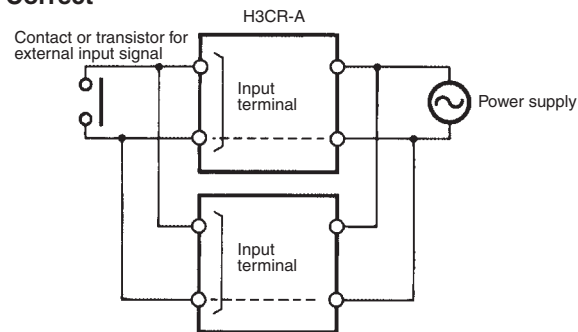 Correct
H3CR-A
Contact or transistor for
external input signal
Input
terminal
Power supply
Input
terminal